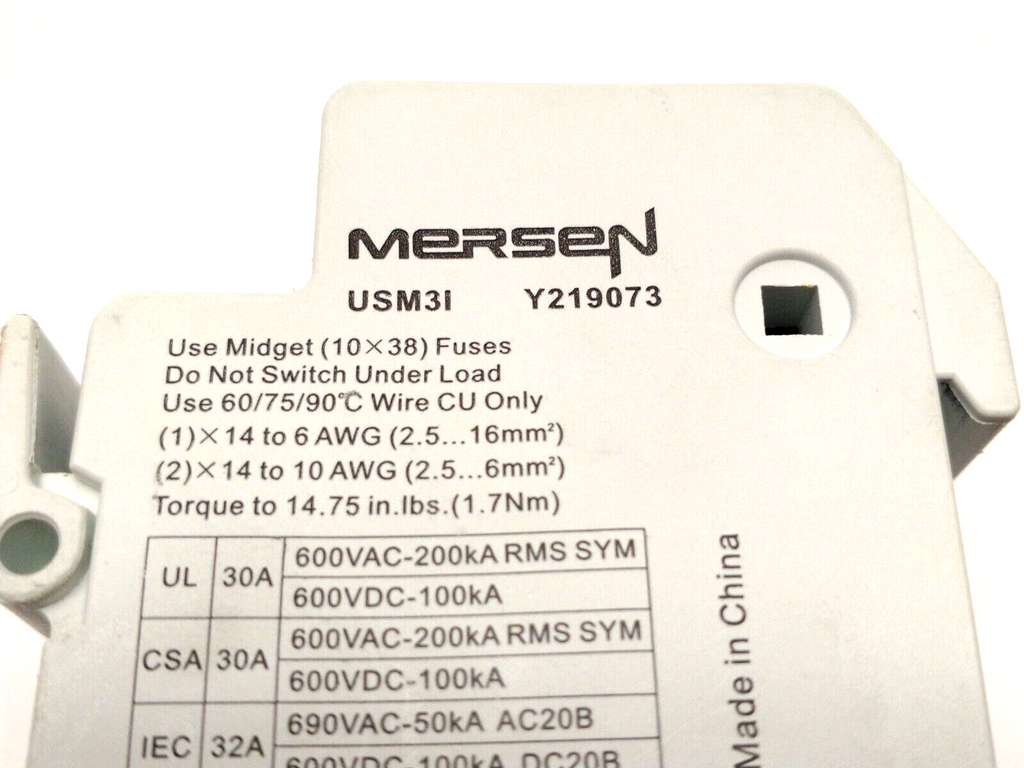 MERSEN
USM3I Y219073
Use Midget (10×38) Fuses
Do Not Switch Under Load
Use 60/75/90℃ Wire CU Only
(1)×14 to 6 AWG (2.5...16mm²)
(2)×14 to 10 AWG (2.5...6mm²)
Torque to 14.75 in.lbs.(1.7Nm)
UL 30A 600VAC-200kA RMS SYM
600VDC-100kA
CSA 30A 600VAC-200kA RMS SYM
600VDC-100kA
IEC 32A 690VAC-50kA AC20B
600VDC-100kA DC20B
Made in China